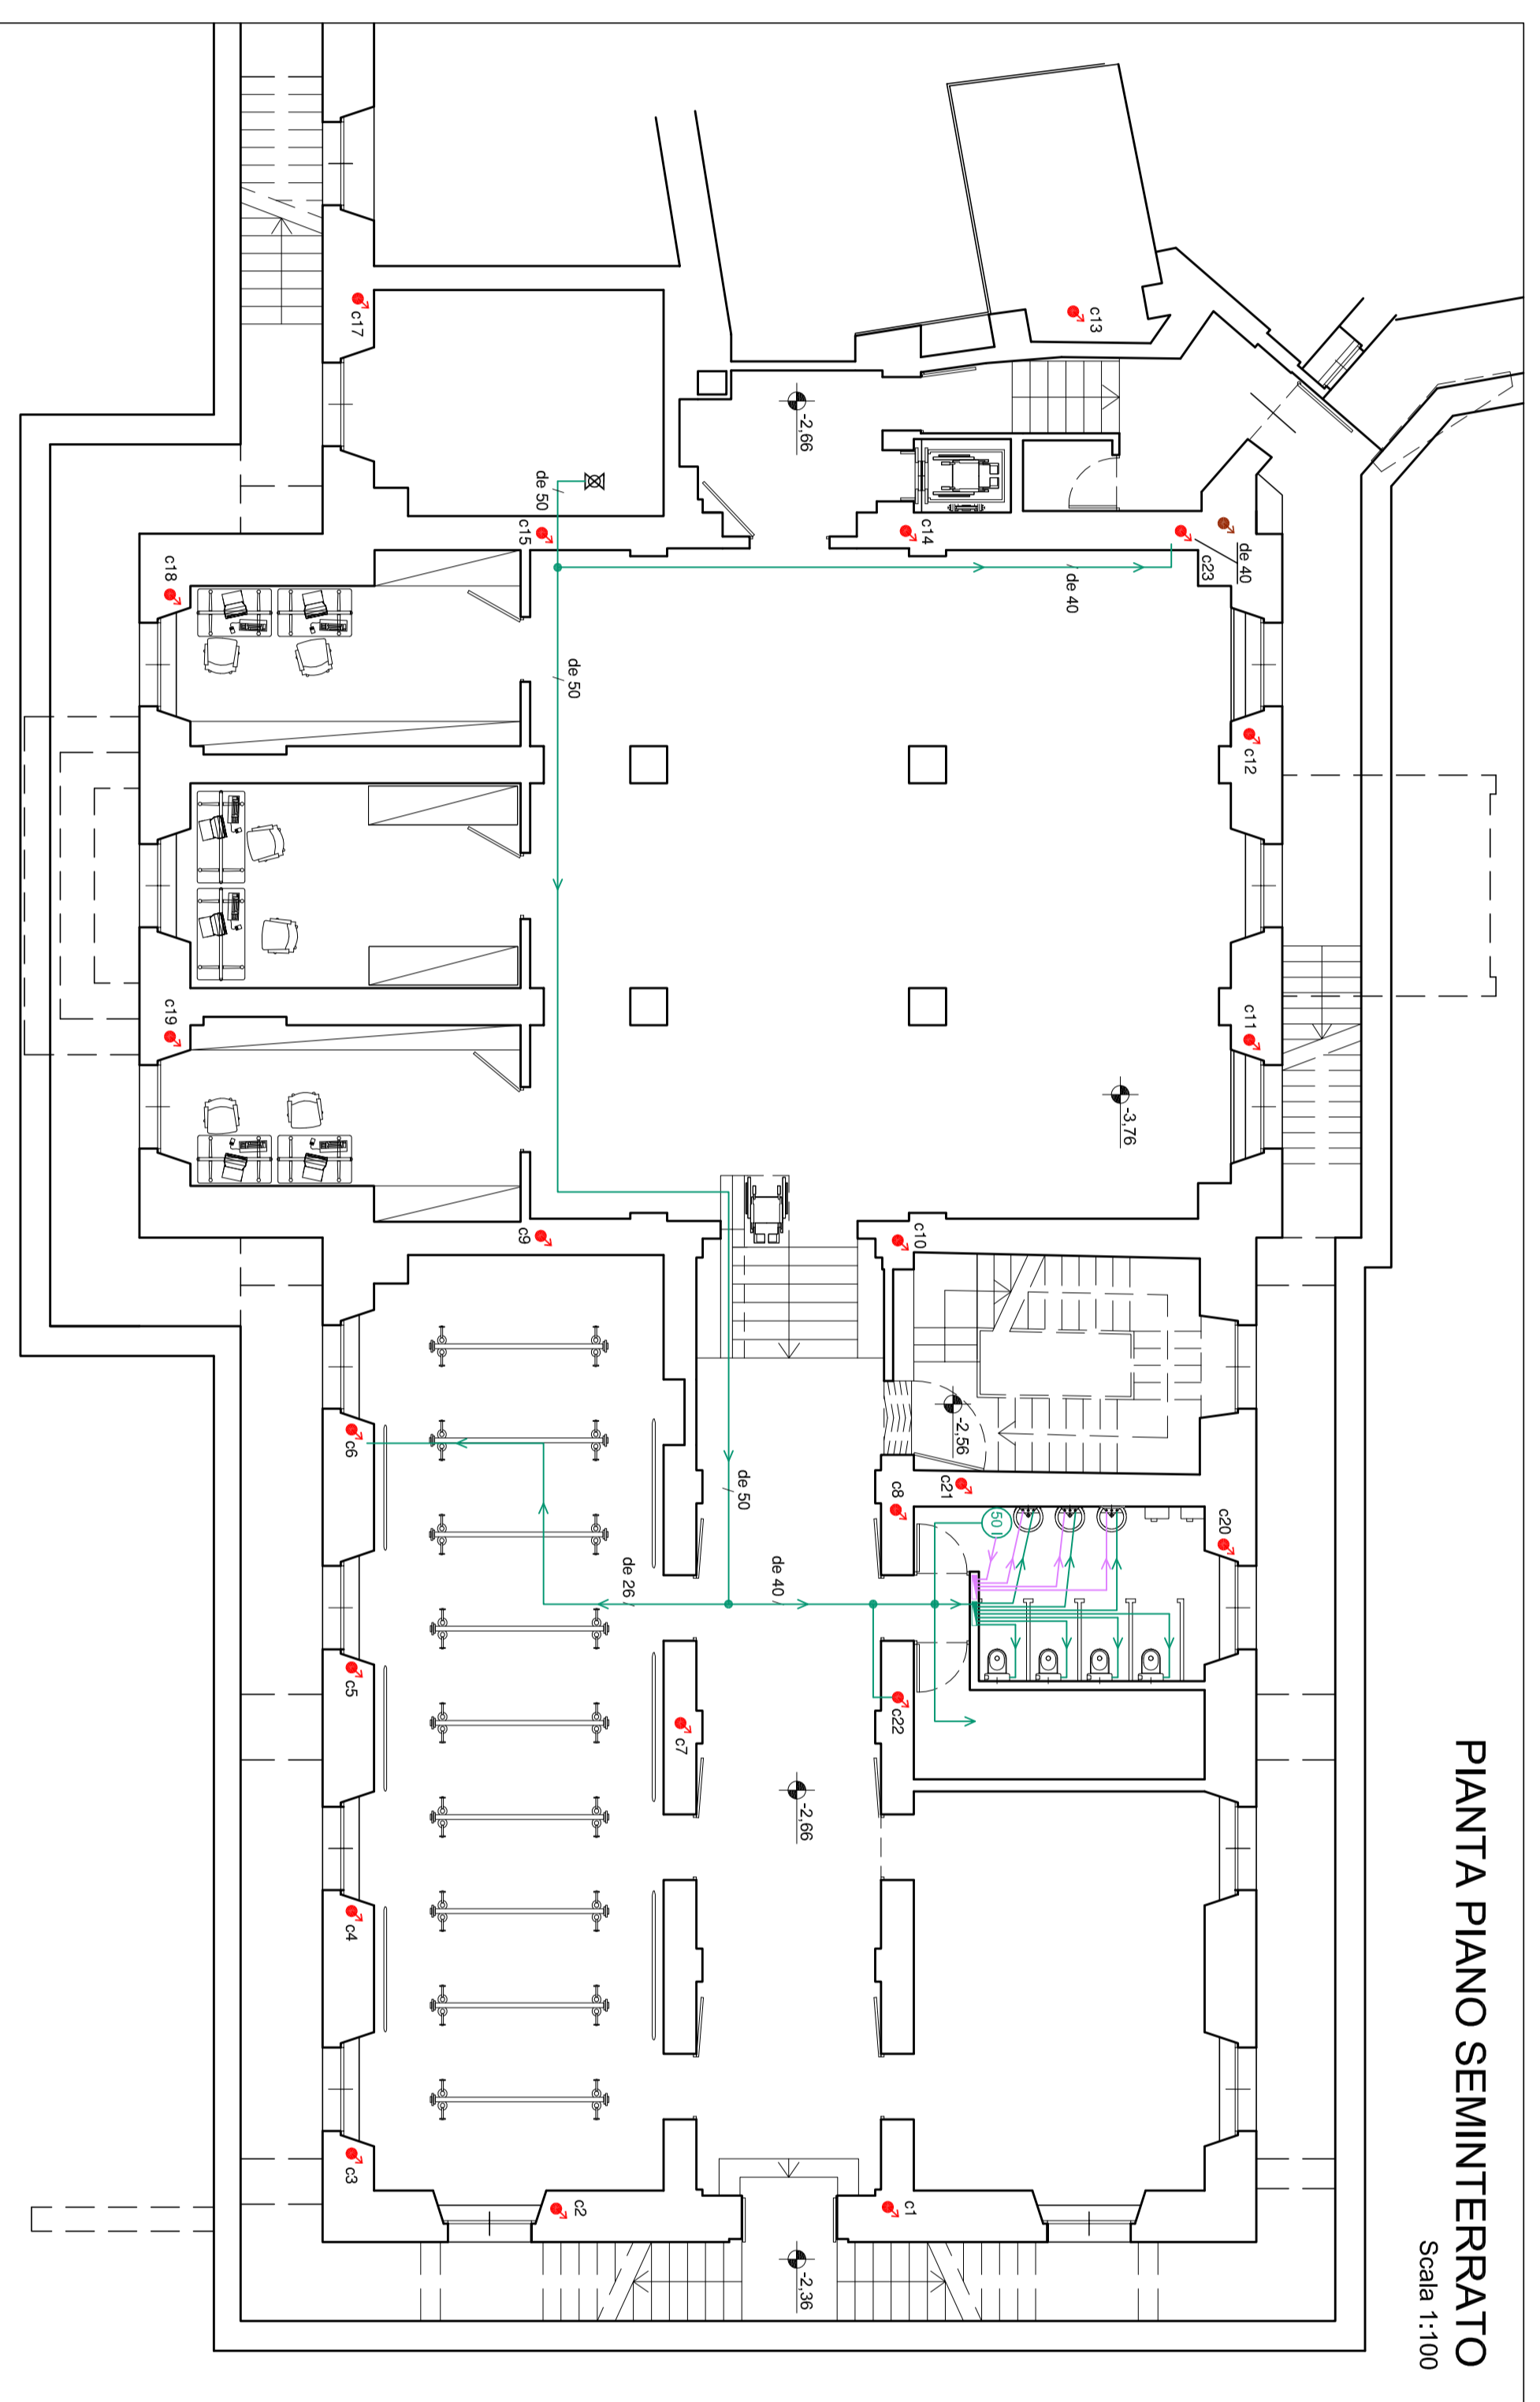 PIANTA PIANO SEMINTERRATO
Scala 1:100
c13
c17
-2,66
de 50
c15
c14
de 40
c23
de 40
c18
de 50
c12
c19
c11
-3,76
c9
c10
-2,56
c6
de 50
c8
c21
c20
50 l
de 26
de 40
c5
c7
c22
-2,66
c4
c3
c2
c1
-2,36